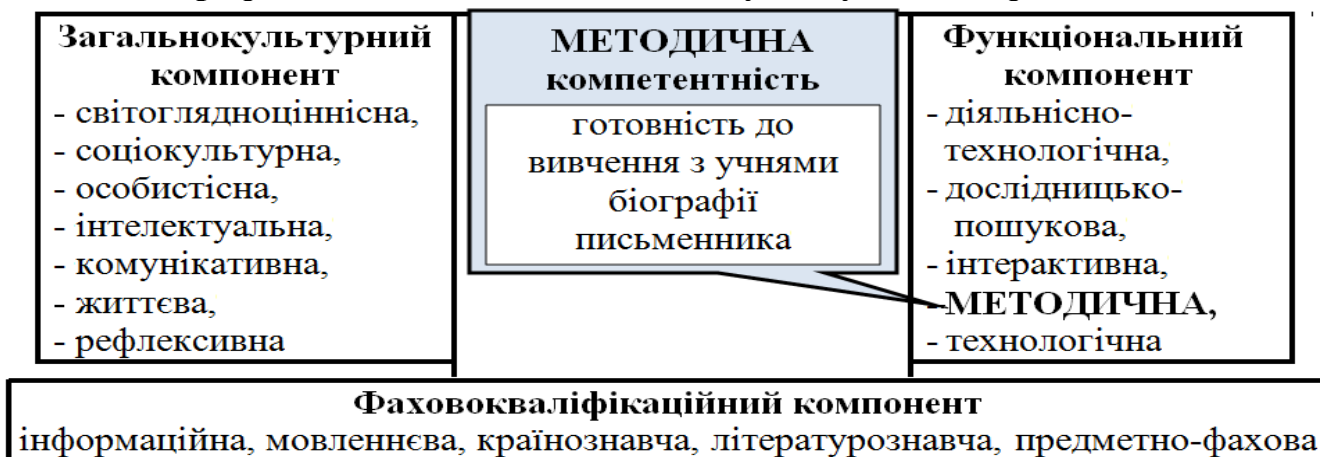 Загальнокультурний
компонент
- світоглядноціннісна,
- соціокультурна,
- особистісна,
- інтелектуальна,
- комунікативна,
- життєва,
- рефлексивна
МЕТОДИЧНА
компетентність
готовність до
вивчення з учнями
біографії
письменника
Функціональний
компонент
- діяльнісно-
технологічна,
- дослідницько-
пошукова,
- інтерактивна,
- МЕТОДИЧНА,
- технологічна
Фаховокваліфікаційний компонент
інформаційна, мовленнєва, країнознавча, літературознавча, предметно-фахова